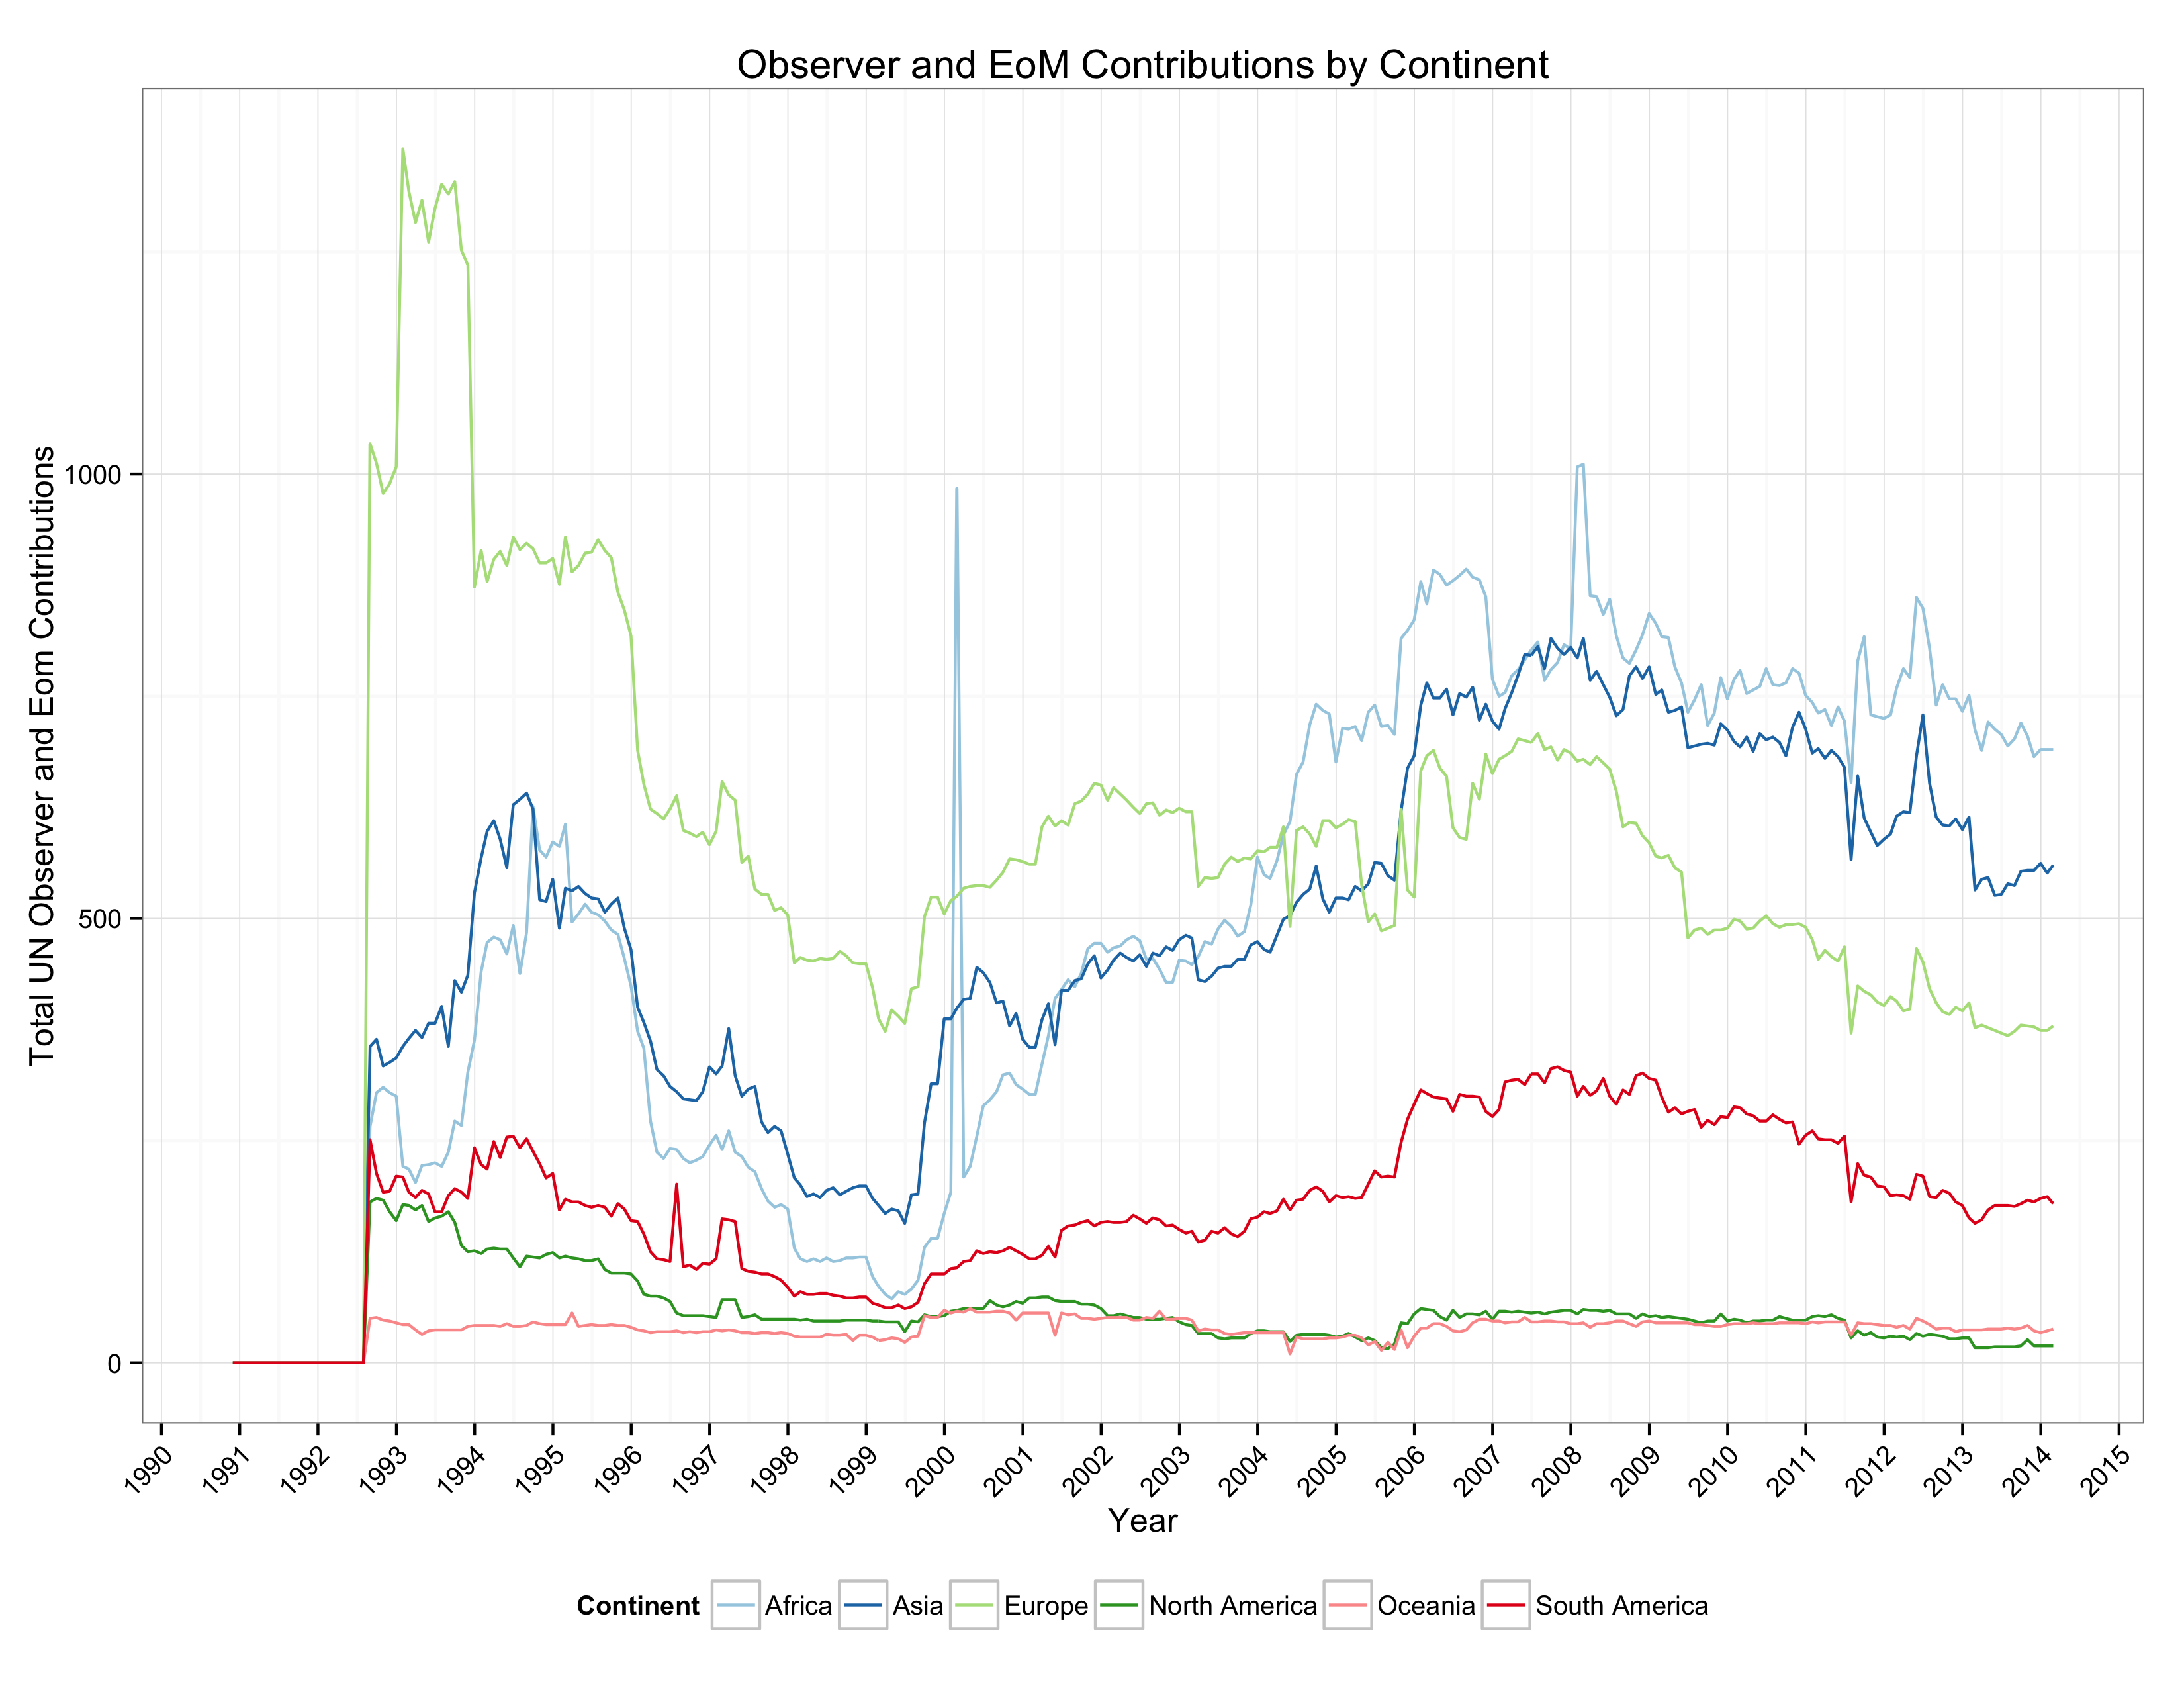 Observer and EoM Contributions by Continent
Total UN Observer and Eom Contributions
1000
500
0
1990 1991 1992 1993 1994 1995 1996 1997 1998 1999 2000 2001 2002 2003 2004 2005 2006 2007 2008 2009 2010 2011 2012 2013 2014 2015
Year
Continent Africa Asia Europe North America Oceania South America